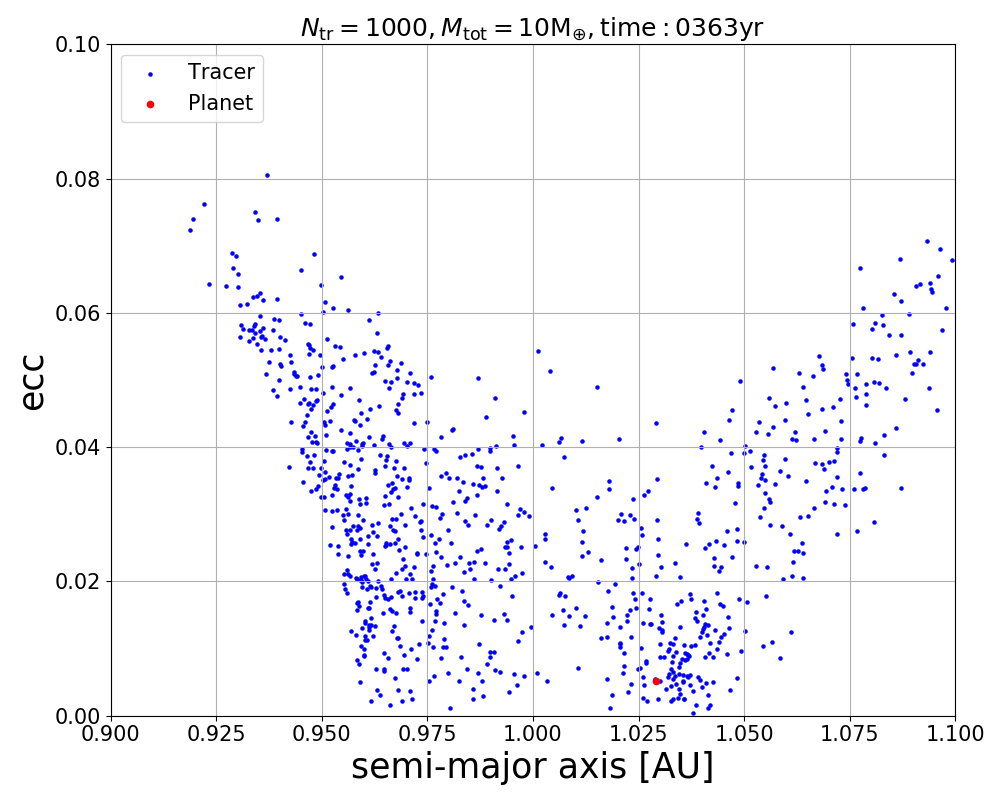 N_tr = 1000, M_tot = 10M_⊕, time : 0363yr
Tracer
Planet
0.10
0.08
0.06
0.04
0.02
0.00
ecc
0.900 0.925 0.950 0.975 1.000 1.025 1.050 1.075 1.100
semi-major axis [AU]